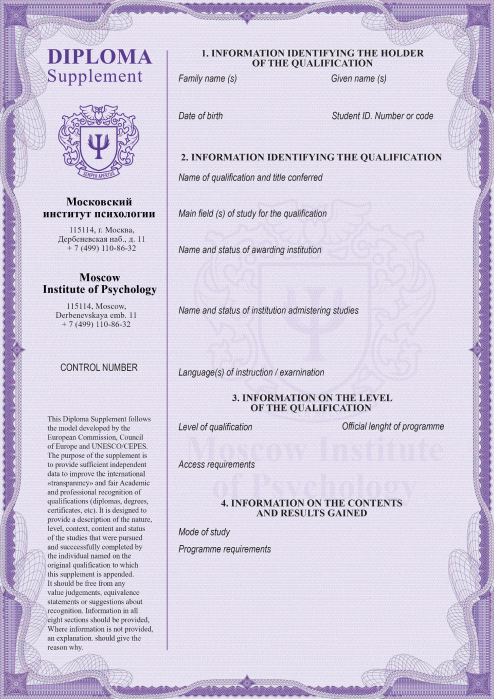 DIPLOMA
Supplement
SEMPER APERTUS
Московский
институт психологии
115114, г. Москва,
Дербеневская наб., д. 11
+ 7 (499) 110-86-32
Moscow
Institute of Psychology
115114, Moscow,
Derbenevskaya emb. 11
+ 7 (499) 110-86-32
CONTROL NUMBER
This Diploma Supplement follows
the model developed by the
European Commission, Council
of Europe and UNESCO/CEPES.
The purpose of the supplement is
to provide sufficient independent
data to improve the international
«transparency» and fair Academic
and professional recognition of
qualifications (diplomas, degrees,
certificates, etc). It is designed to
provide a description of the nature,
level, context, content and status
of the studies that were pursued
and succcessfully completed by
the individual named on the
original qualification to which
this supplement is appended.
It should be free from any
value judgements, equivalence
statements or suggestions about
recognition. Information in all
eight sections should be provided,
Where information is not provided,
an explanation. should give the
reason why.
1. INFORMATION IDENTIFYING THE HOLDER
OF THE QUALIFICATION
Family name (s) Given name (s)
Date of birth Student ID. Number or code
2. INFORMATION IDENTIFYING THE QUALIFICATION
Name of qualification and title conferred
Main field (s) of study for the qualification
Name and status of awarding institution
Name and status of institution admistering studies
Language(s) of instruction / exarnination
3. INFORMATION ON THE LEVEL
OF THE QUALIFICATION
Level of qualification Official lenght of programme
Moscow Institute
of Psychology
Access requirements
4. INFORMATION ON THE CONTENTS
AND RESULTS GAINED
Mode of study
Programme requirements